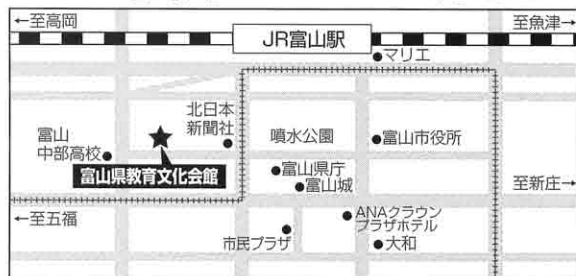 ←至高岡
至魚津→
JR富山駅
マリエ
北日本
新聞社
噴水公園
富山市役所
富山
中部高校
富山県教育文化会館
富山県庁
富山城
至新庄→
←至五福
ANAクラウン
プラザホテル
市民プラザ
大和